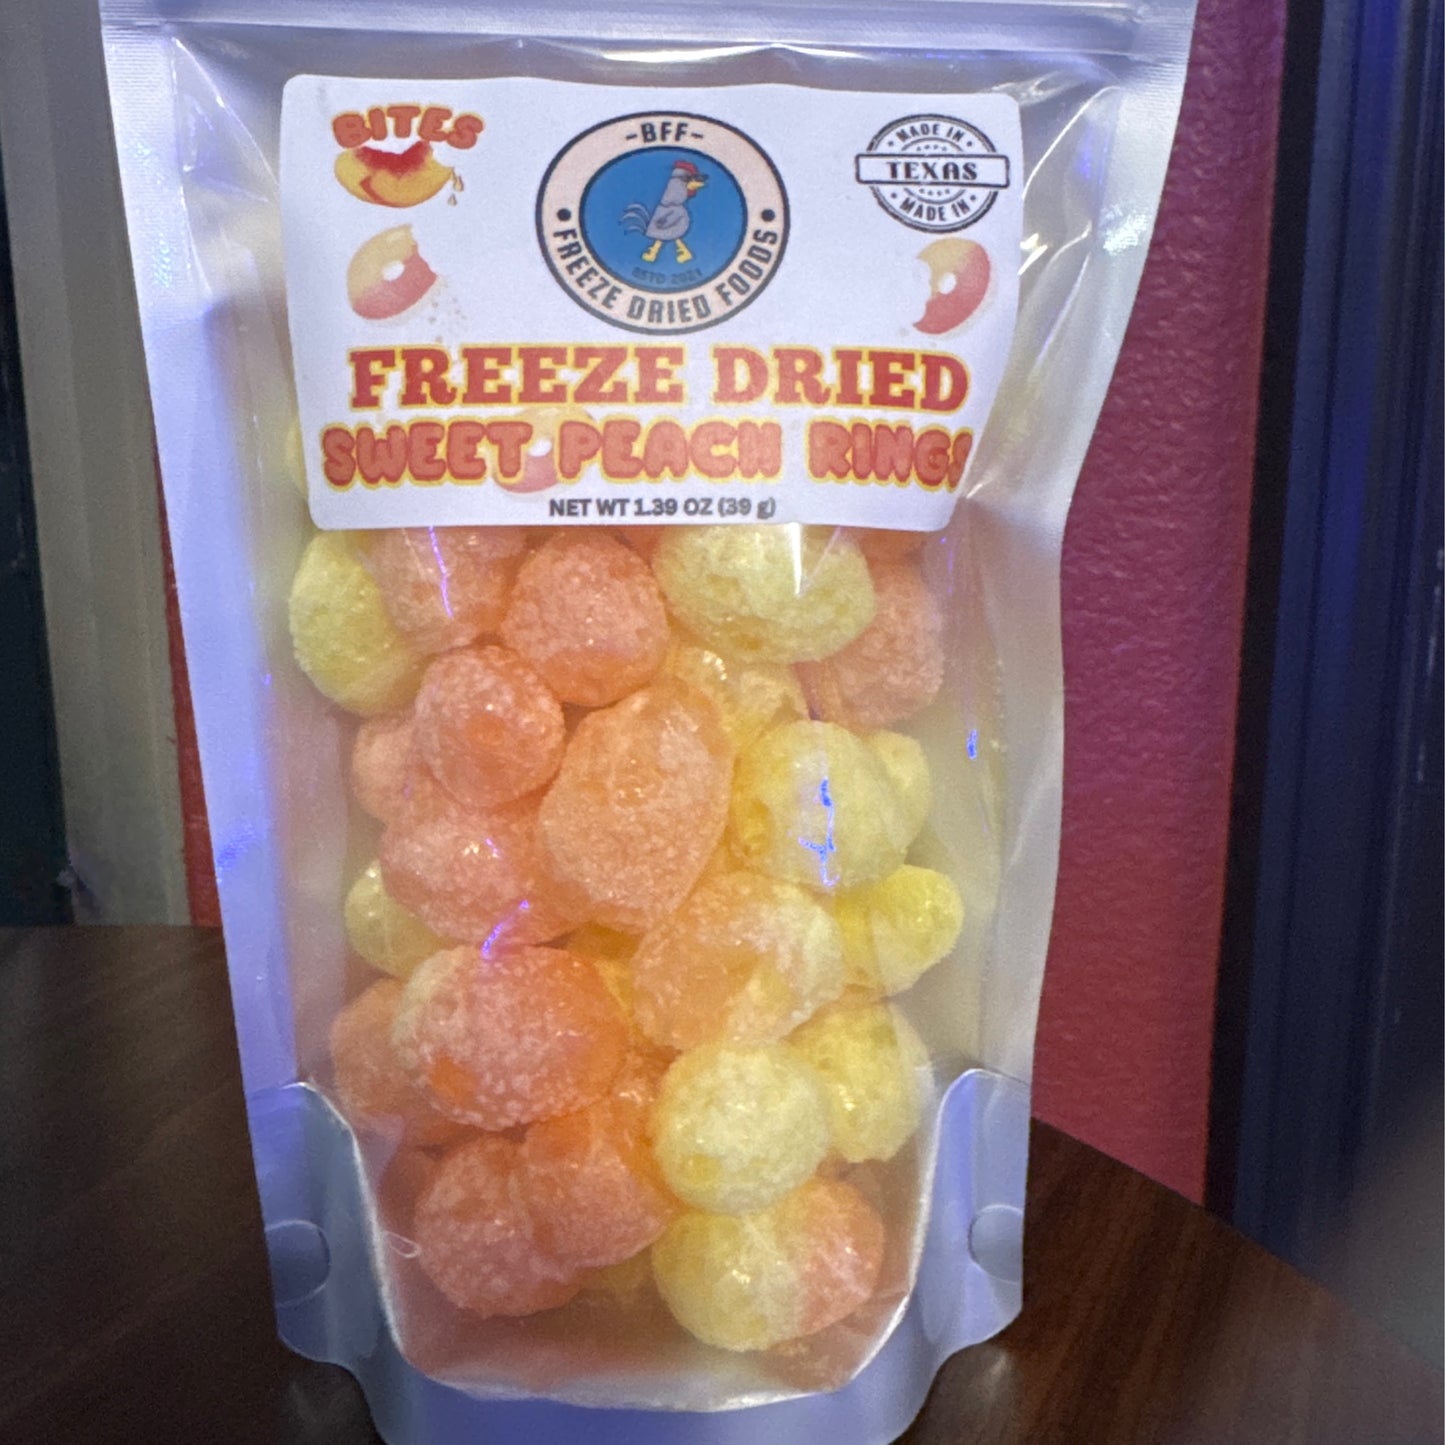 BITES
-BFF-
FREEZE DRIED FOODS
ESTD 2021
MADE IN
TEXAS
MADE IN
FREEZE DRIED
SWEET PEACH RINGS
NET WT 1.39 OZ (39 g)